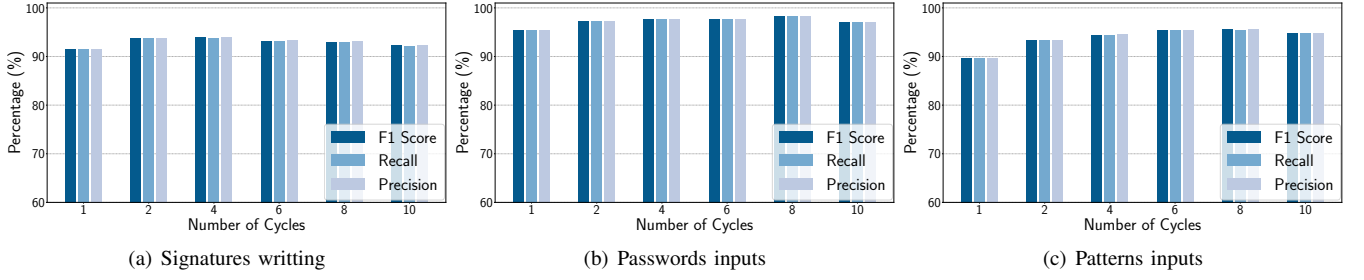 100
90
80
70
60
Percentage (%)
1 2 4 6 8 10
Number of Cycles
F1 Score
Recall
Precision
(a) Signatures writting
100
90
80
70
60
Percentage (%)
1 2 4 6 8 10
Number of Cycles
F1 Score
Recall
Precision
(b) Passwords inputs
100
90
80
70
60
Percentage (%)
1 2 4 6 8 10
Number of Cycles
F1 Score
Recall
Precision
(c) Patterns inputs